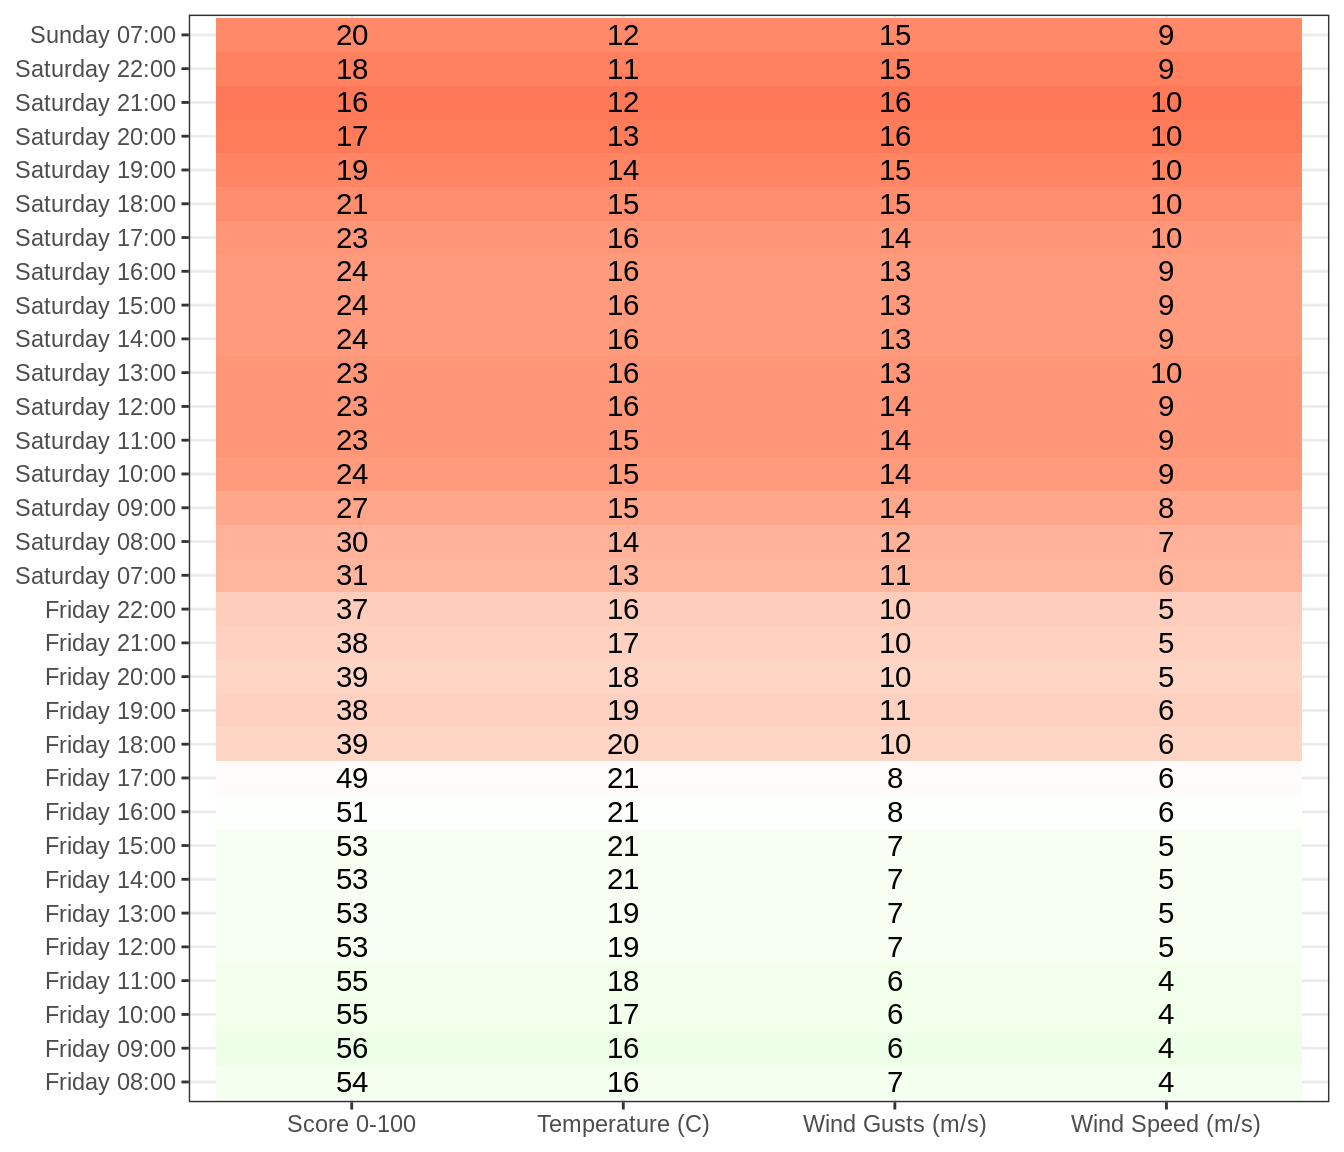 Sunday 07:00 20 12 15 9
Saturday 22:00 18 11 15 9
Saturday 21:00 16 12 16 10
Saturday 20:00 17 13 16 10
Saturday 19:00 19 14 15 10
Saturday 18:00 21 15 15 10
Saturday 17:00 23 16 14 10
Saturday 16:00 24 16 13 9
Saturday 15:00 24 16 13 9
Saturday 14:00 24 16 13 9
Saturday 13:00 23 16 13 10
Saturday 12:00 23 16 14 9
Saturday 11:00 23 15 14 9
Saturday 10:00 24 15 14 9
Saturday 09:00 27 15 14 8
Saturday 08:00 30 14 12 7
Saturday 07:00 31 13 11 6
Friday 22:00 37 16 10 5
Friday 21:00 38 17 10 5
Friday 20:00 39 18 10 5
Friday 19:00 38 19 11 6
Friday 18:00 39 20 10 6
Friday 17:00 49 21 8 6
Friday 16:00 51 21 8 6
Friday 15:00 53 21 7 5
Friday 14:00 53 21 7 5
Friday 13:00 53 19 7 5
Friday 12:00 53 19 7 5
Friday 11:00 55 18 6 4
Friday 10:00 55 17 6 4
Friday 09:00 56 16 6 4
Friday 08:00 54 16 7 4
Score 0-100 Temperature (C) Wind Gusts (m/s) Wind Speed (m/s)